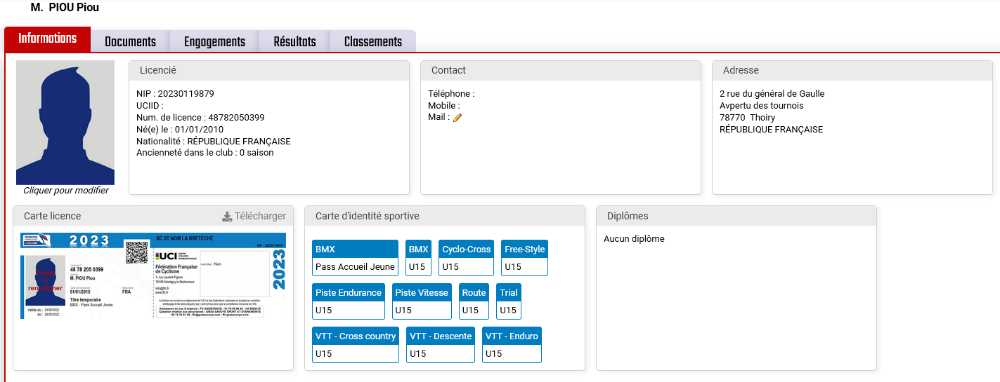 M. PIOU Piou
Informations
Documents
Engagements
Résultats
Classements
Cliquer pour modifier
Licencié
NIP : 20230119879
UCIID :
Num. de licence : 48782050399
Né(e) le : 01/01/2010
Nationalité : RÉPUBLIQUE FRANÇAISE
Ancienneté dans le club : 0 saison
Contact
Téléphone :
Mobile :
Mail :
Adresse
2 rue du général de Gaulle
Avpertu des tournois
78770 Thoiry
RÉPUBLIQUE FRANÇAISE
Carte licence
Télécharger
2023
BC ST NOM LA BRETECHE
NIP : 20230119879
48 78 205 0399
M. PIOU Piou
01/01/2010
FRA
Titre temporaire
BMX : Pass Accueil Jeune
Photo
à
renseigner
Valide du : 29/08/2022
au : 28/09/2022
UCI
Fédération Française
de Cyclisme
1, rue Laurent Fignon
78180 Montigny le Bretonneux
info@ffc.fr
www.ffc.fr
Non
2023
Carte d'identité sportive
BMX
Pass Accueil Jeune
BMX
U15
Cyclo-Cross
U15
Free-Style
U15
Piste Endurance
U15
Piste Vitesse
U15
Route
U15
Trial
U15
VTT - Cross country
U15
VTT - Descente
U15
VTT - Enduro
U15
Diplômes
Aucun diplôme